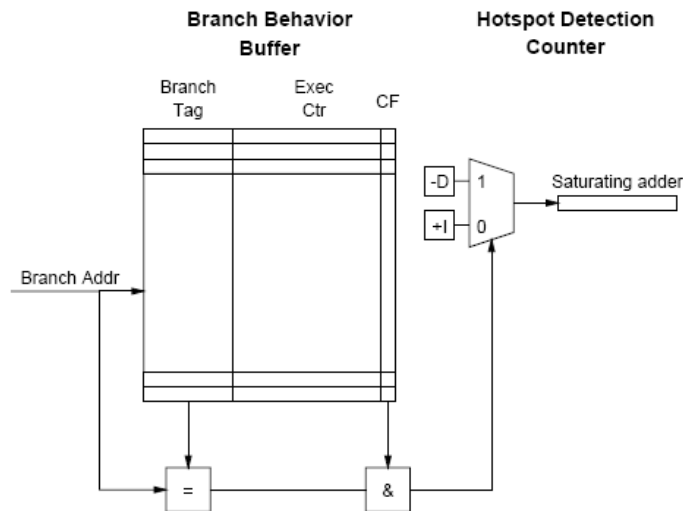 Branch Behavior
Buffer
Hotspot Detection
Counter
Branch
Tag
Exec
Ctr
CF
-D
1
Saturating adder
+I
0
Branch Addr
=
&